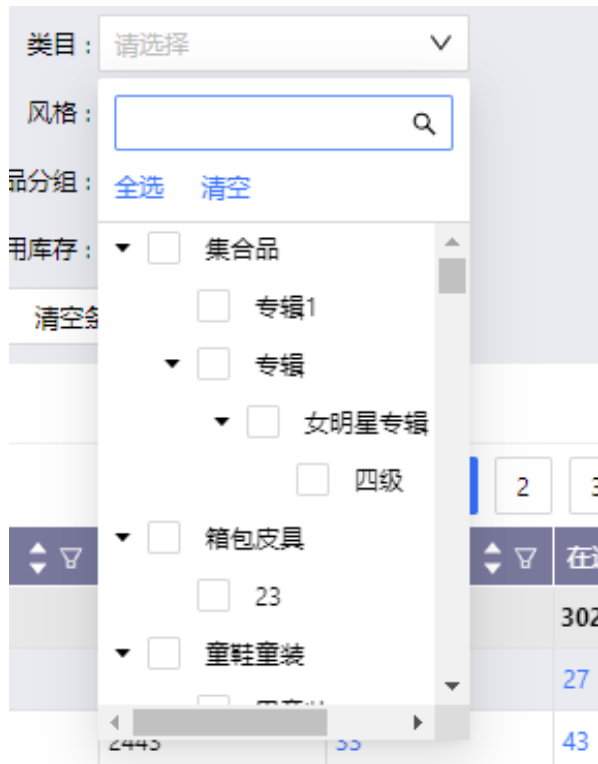 类目 : 请选择
风格 :
品分组 : 全选 清空
用库存 : 集合品
清空
专辑1
专辑
女明星专辑
四级
2
箱包皮具
23
302
童鞋童装
27
2443 33 43